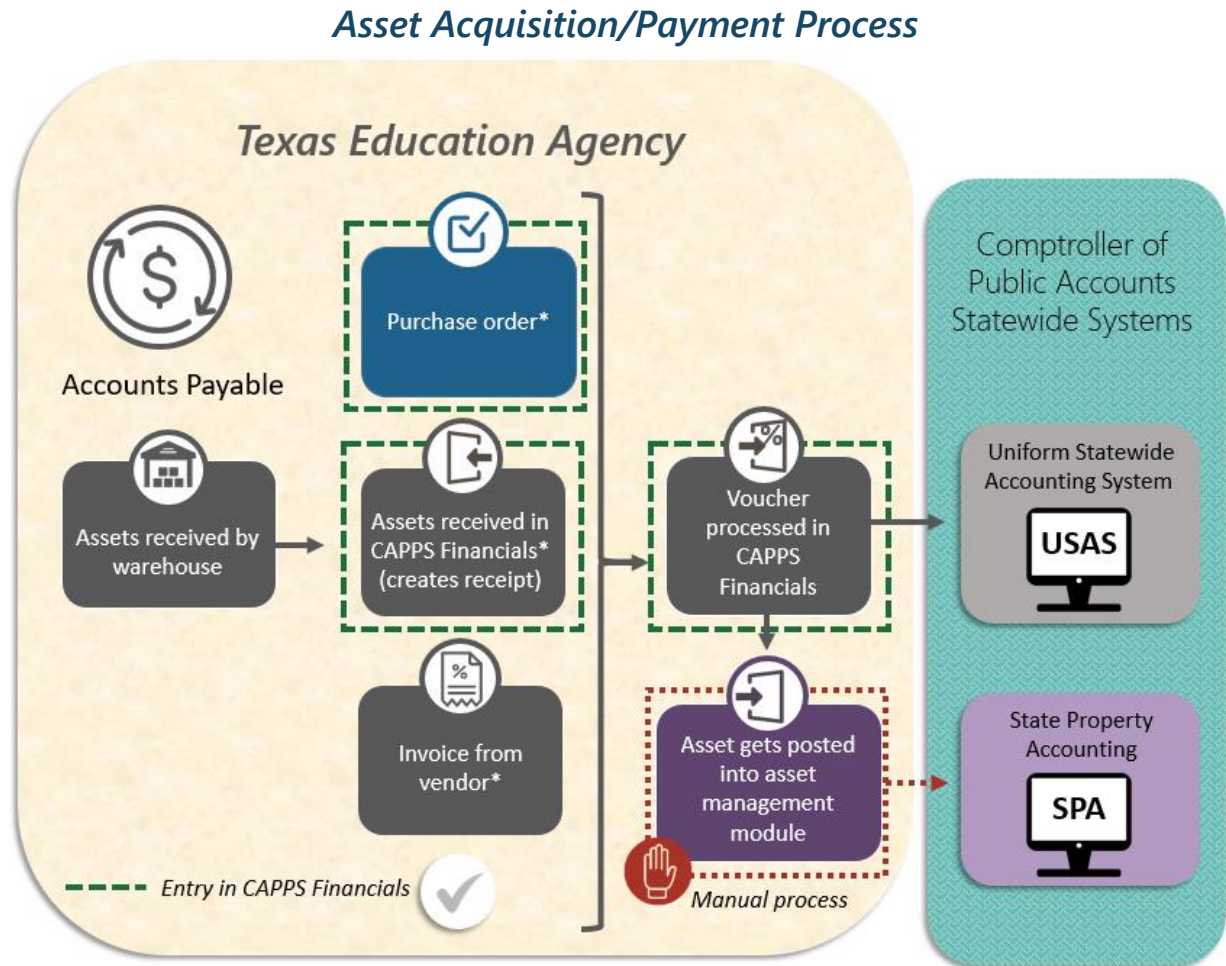 Asset Acquisition/Payment Process
Texas Education Agency
$
Accounts Payable
Purchase order*
Assets received by
warehouse
Assets received in
CAPPS Financials*
(creates receipt)
%
Invoice from
vendor*
%
Voucher
processed in
CAPPS
Financials
Asset gets posted
into asset
management
module
Manual process
Entry in CAPPS Financials
Comptroller of
Public Accounts
Statewide Systems
Uniform Statewide
Accounting System
USAS
State Property
Accounting
SPA